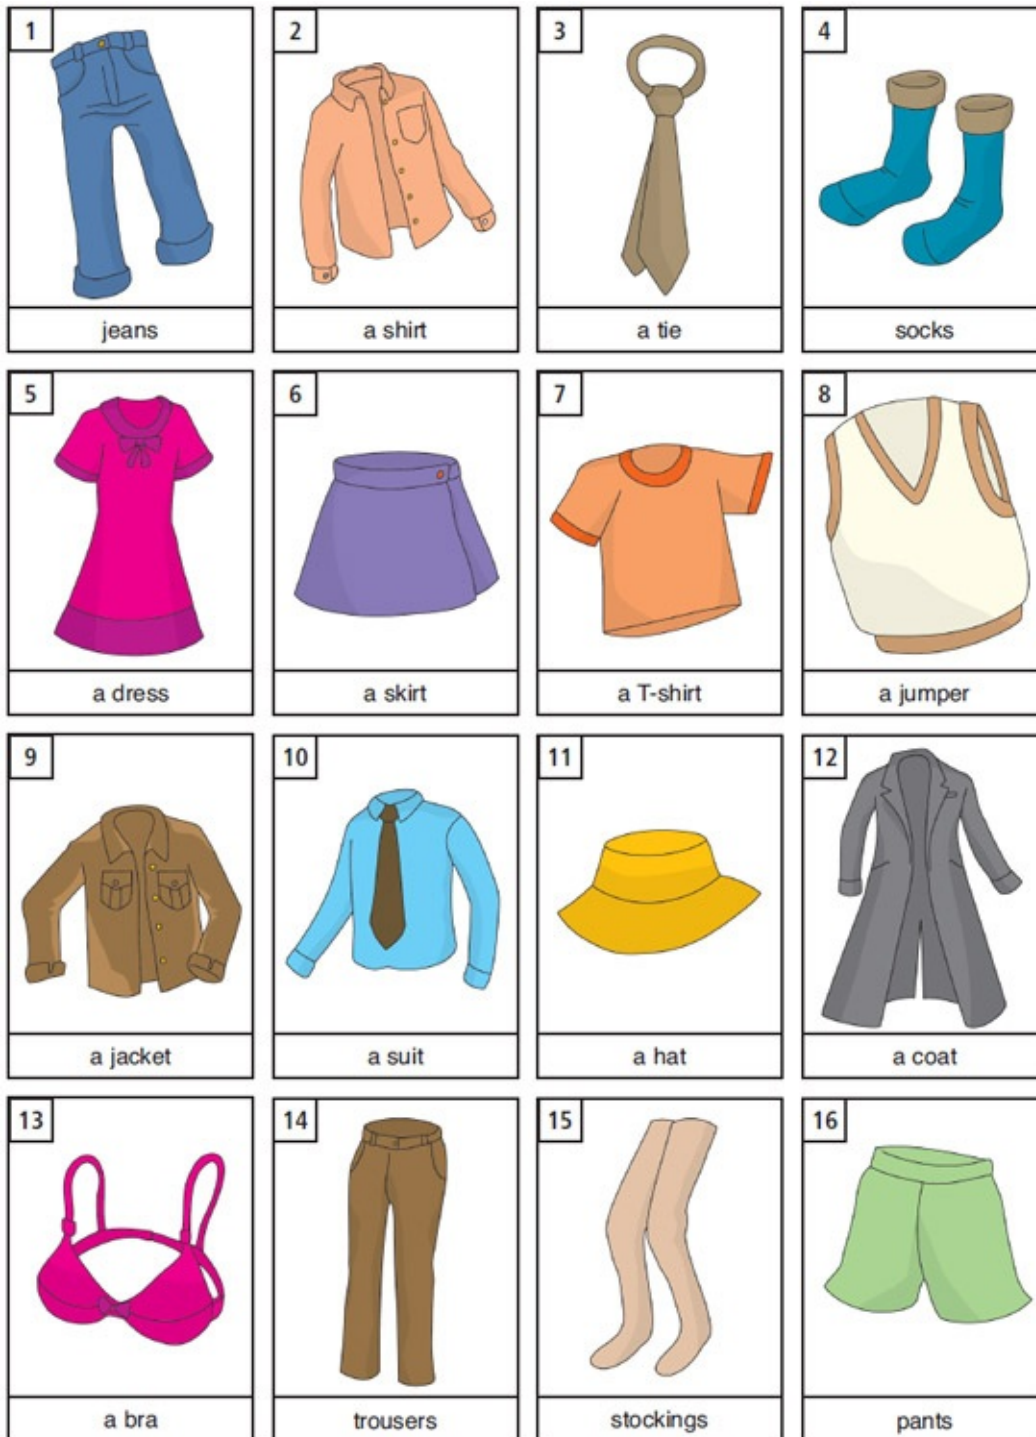 1
jeans
2
a shirt
3
a tie
4
socks
5
a dress
6
a skirt
7
a T-shirt
8
a jumper
9
a jacket
10
a suit
11
a hat
12
a coat
13
a bra
14
trousers
15
stockings
16
pants